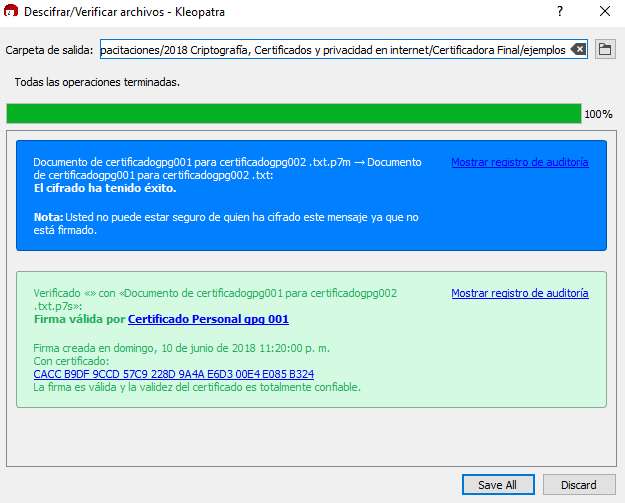 Descifrar/Verificar archivos - Kleopatra
Carpeta de salida: pacitaciones/2018 Criptografía, Certificados y privacidad en internet/Certificadora Final/ejemplos
Todas las operaciones terminadas.
100%
Documento de certificadogpg001 para certificadogpg002 .txt.p7m → Documento Mostrar registro de auditoría
de certificadogpg001 para certificadogpg002 .txt:
El cifrado ha tenido éxito.
Nota: Usted no puede estar seguro de quien ha cifrado este mensaje ya que no
está firmado.
Verificado «» con «Documento de certificadogpg001 para certificadogpg002 Mostrar registro de auditoría
.txt.p7s»:
Firma válida por Certificado Personal gpg 001
Firma creada en domingo, 10 de junio de 2018 11:20:00 p. m.
Con certificado:
CACC B9DF 9CCD 57C9 228D 9A4A E6D3 00E4 E085 B324
La firma es válida y la validez del certificado es totalmente confiable.
Save All Discard